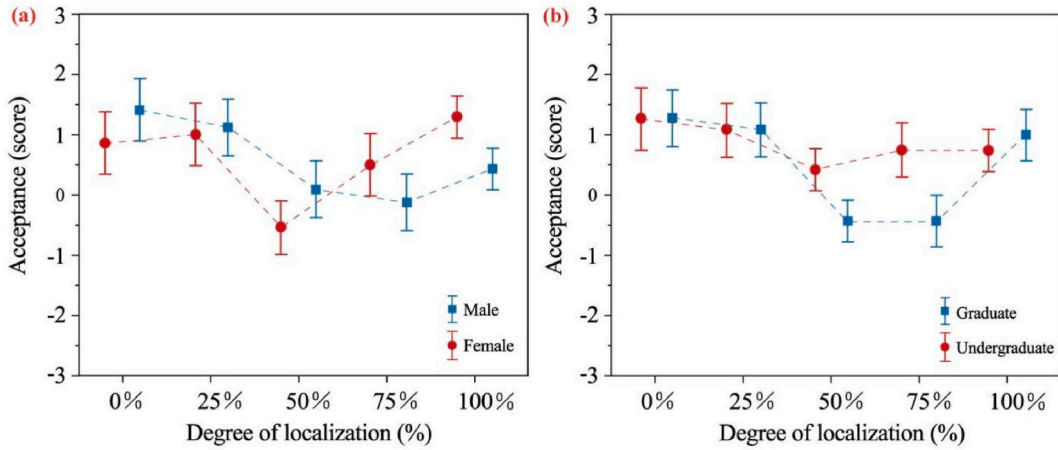 (a)
3
2
1
0
-1
-2
-3
Acceptance (score)
Male
Female
0% 25% 50% 75% 100%
Degree of localization (%)
(b)
3
2
1
0
-1
-2
-3
Acceptance (score)
Graduate
Undergraduate
0% 25% 50% 75% 100%
Degree of localization (%)